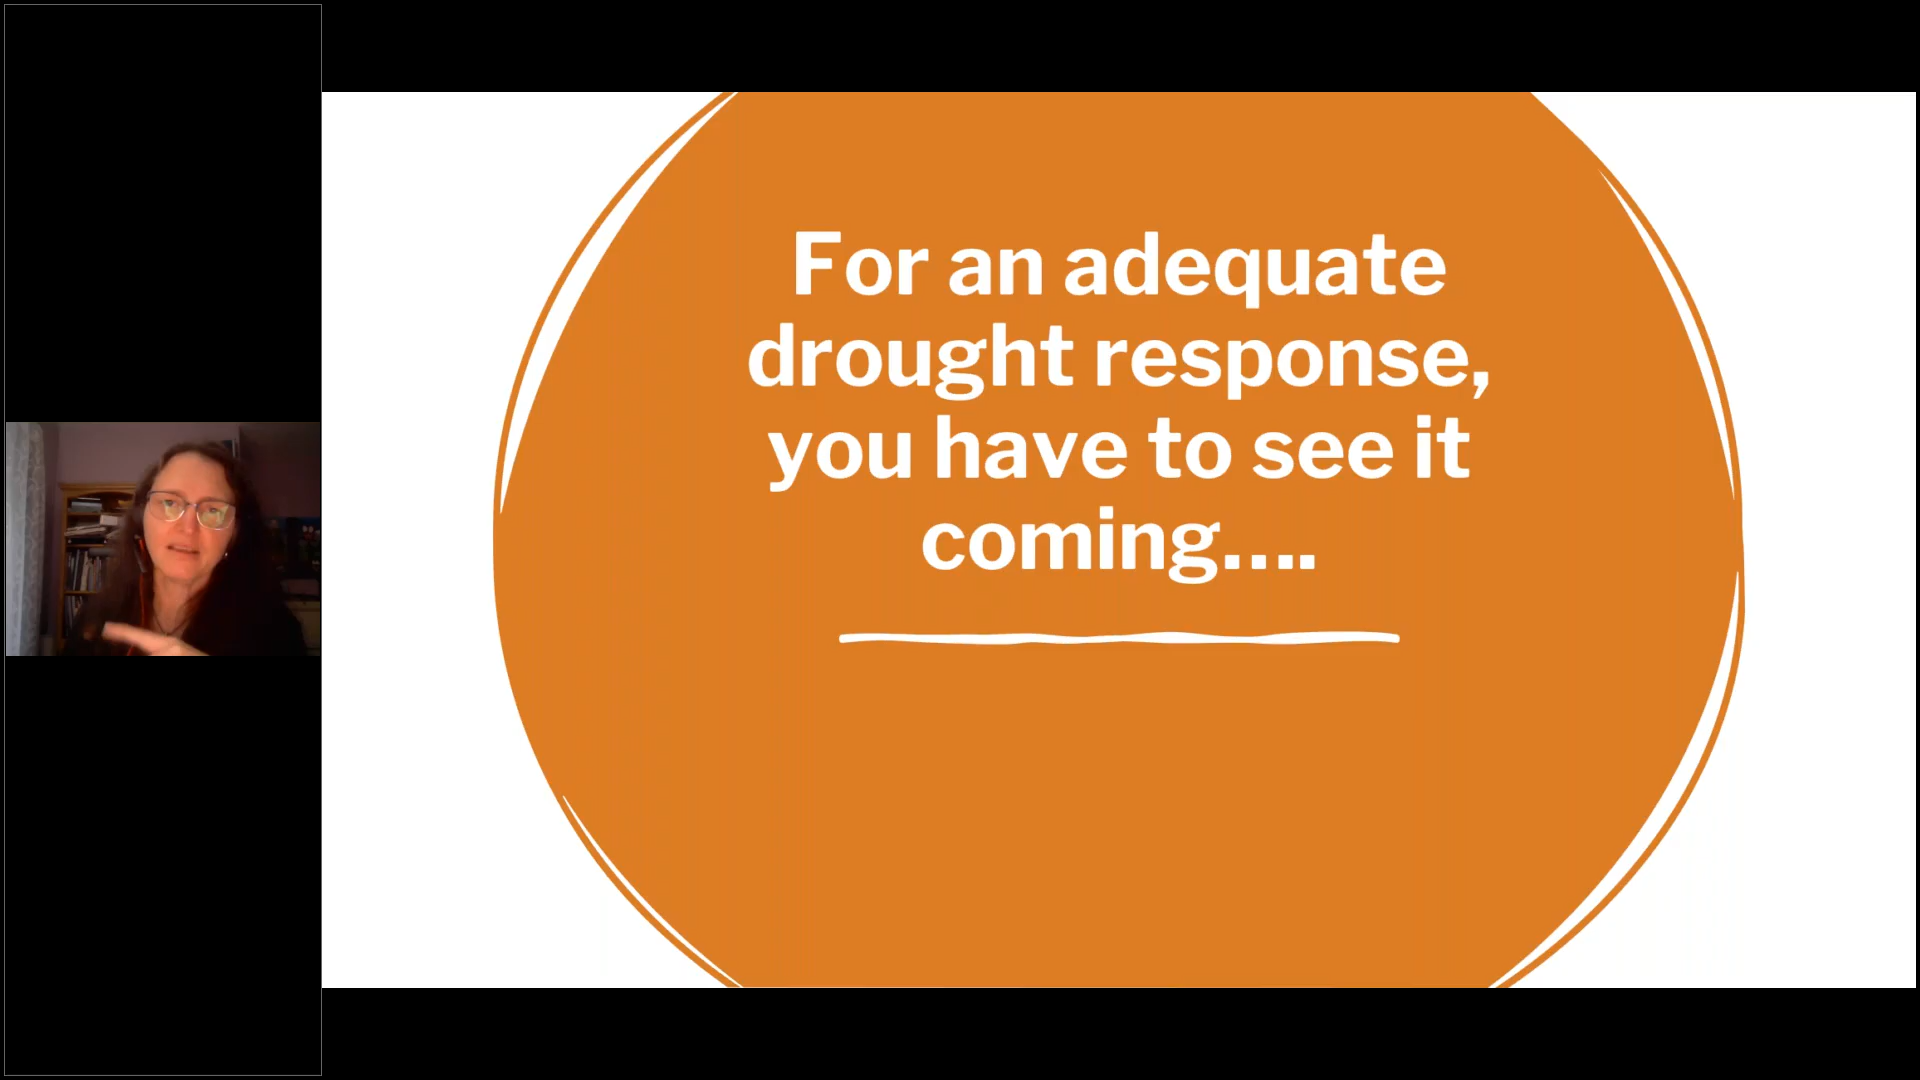 For an adequate
drought response,
you have to see it
coming....